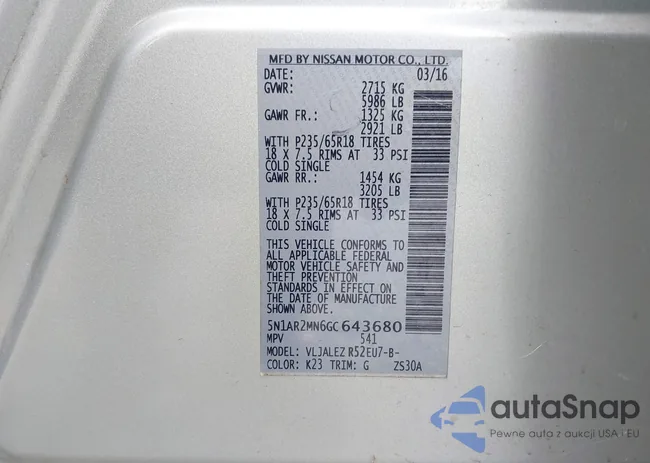 MFD BY NISSAN MOTOR CO., LTD.
DATE: 03/16
GVWR: 2715 KG
5986 LB
GAWR FR.: 1325 KG
2921 LB
WITH P235/65R18 TIRES
18 X 7.5 RIMS AT 33 PSI
COLD SINGLE
GAWR RR.: 1454 KG
3205 LB
WITH P235/65R18 TIRES
18 X 7.5 RIMS AT 33 PSI
COLD SINGLE
THIS VEHICLE CONFORMS TO
ALL APPLICABLE FEDERAL
MOTOR VEHICLE SAFETY AND
THEFT PREVENTION
STANDARDS IN EFFECT ON
THE DATE OF MANUFACTURE
SHOWN ABOVE.
5N1AR2MN6GC643680
MPV 541
MODEL: VLJALEZ R52EU7-B-
COLOR: K23 TRIM: G ZS30A
autaSnap
Pewne auta z aukcji USA i EU